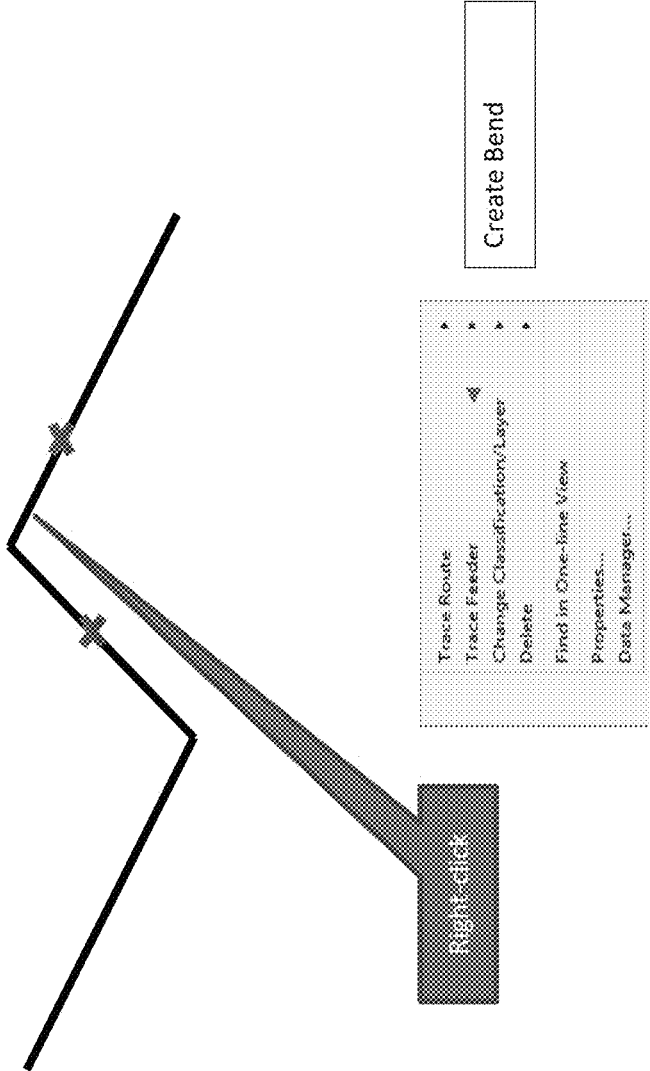 Right-click
Trace Route
Trace Feeder
Change Classification/Layer
Delete
Find in One-line View
Properties...
Data Manager...
Create Bend